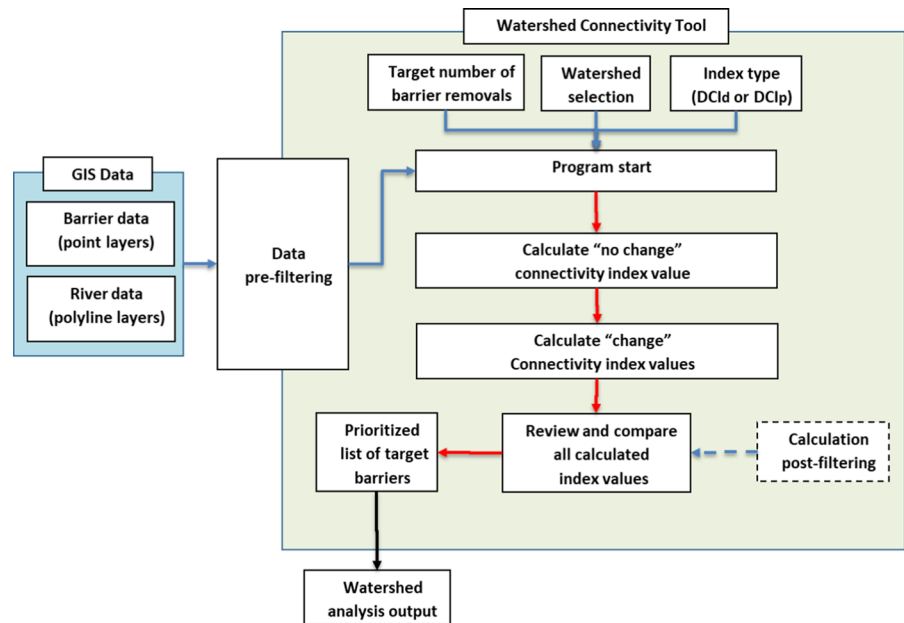 Watershed Connectivity Tool
Target number of
barrier removals
Watershed
selection
Index type
(DCId or DCIp)
Program start
GIS Data
Barrier data
(point layers)
River data
(polyline layers)
Data
pre-filtering
Calculate “no change”
connectivity index value
Calculate “change”
Connectivity index values
Prioritized
list of target
barriers
Review and compare
all calculated
index values
Calculation
post-filtering
Watershed
analysis output